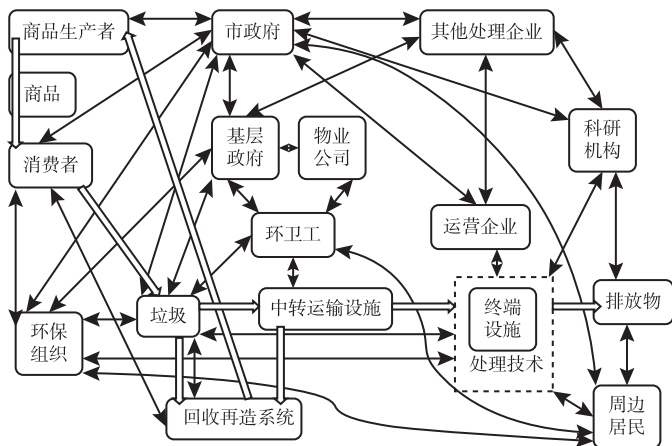 商品生产者
市政府
其他处理企业
商品
基层
政府
物业
公司
科研
机构
消费者
环卫工
运营企业
环保
组织
垃圾
中转运输设施
终端
设施
处理技术
排放物
回收再造系统
周边
居民